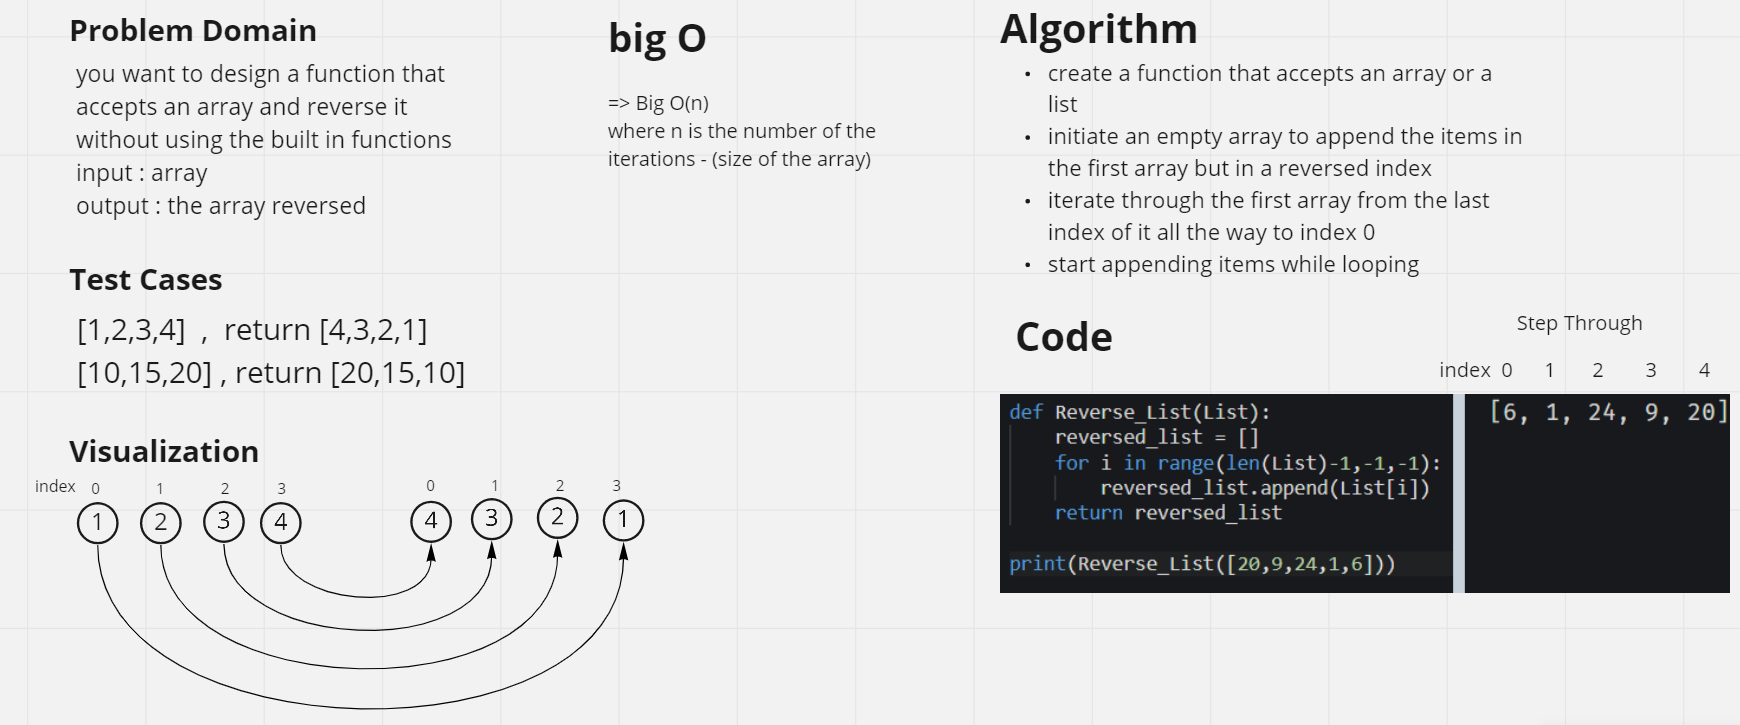 Problem Domain
you want to design a function that
accepts an array and reverse it
without using the built in functions
input : array
output : the array reversed
Test Cases
[1,2,3,4] , return [4,3,2,1]
[10,15,20] , return [20,15,10]
Visualization
index 0 1 2 3 0 1 2 3
1 2 3 4 4 3 2 1
big O
=> Big O(n)
where n is the number of the
iterations - (size of the array)
Algorithm
• create a function that accepts an array or a
list
• initiate an empty array to append the items in
the first array but in a reversed index
• iterate through the first array from the last
index of it all the way to index 0
• start appending items while looping
Code
Step Through
index 0 1 2 3 4
def Reverse_List(List):
reversed_list = []
for i in range(len(List)-1,-1,-1):
reversed_list.append(List[i])
return reversed_list
print(Reverse_List([20,9,24,1,6]))
[6, 1, 24, 9, 20]